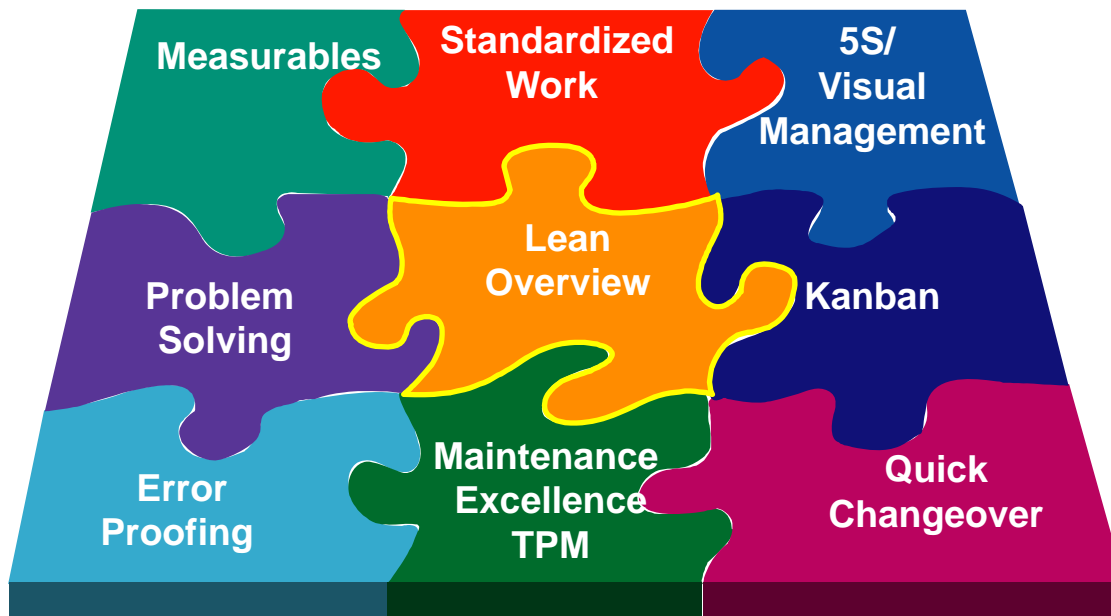 Measurables
Standardized
Work
5S/
Visual
Management
Problem
Solving
Lean
Overview
Kanban
Error
Proofing
Maintenance
Excellence
TPM
Quick
Changeover